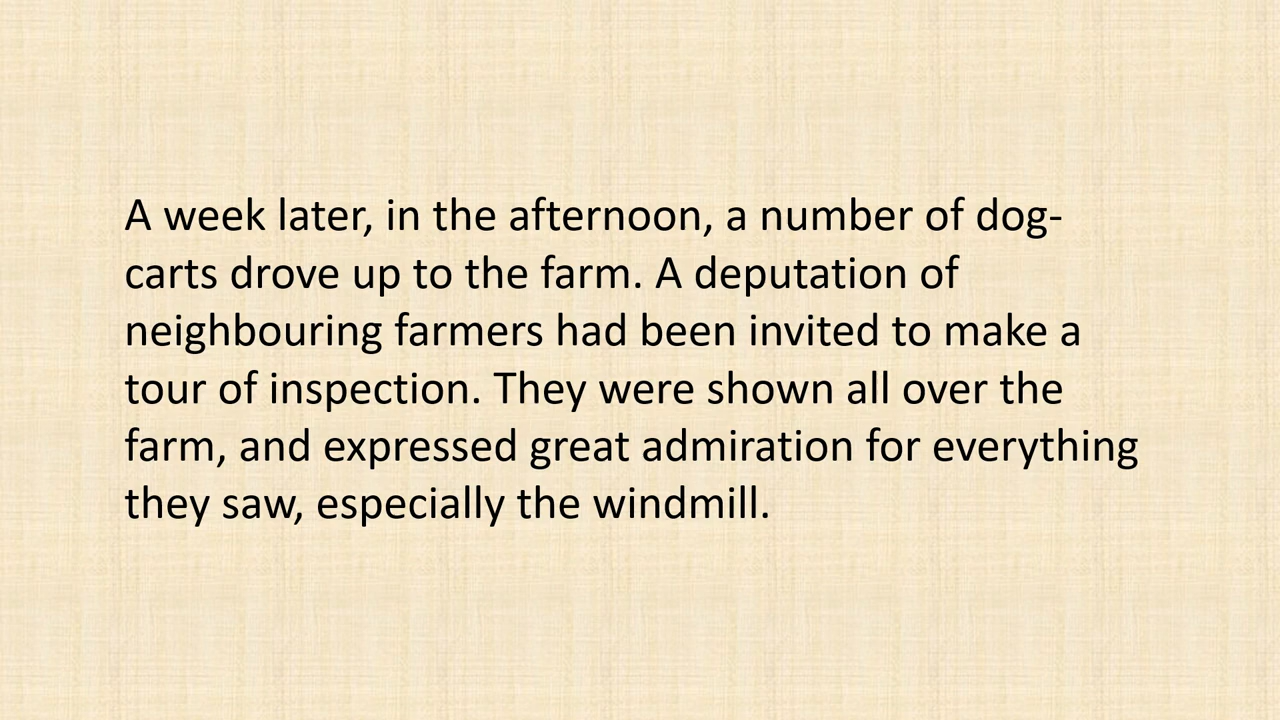 A week later, in the afternoon, a number of dog-
carts drove up to the farm. A deputation of
neighbouring farmers had been invited to make a
tour of inspection. They were shown all over the
farm, and expressed great admiration for everything
they saw, especially the windmill.